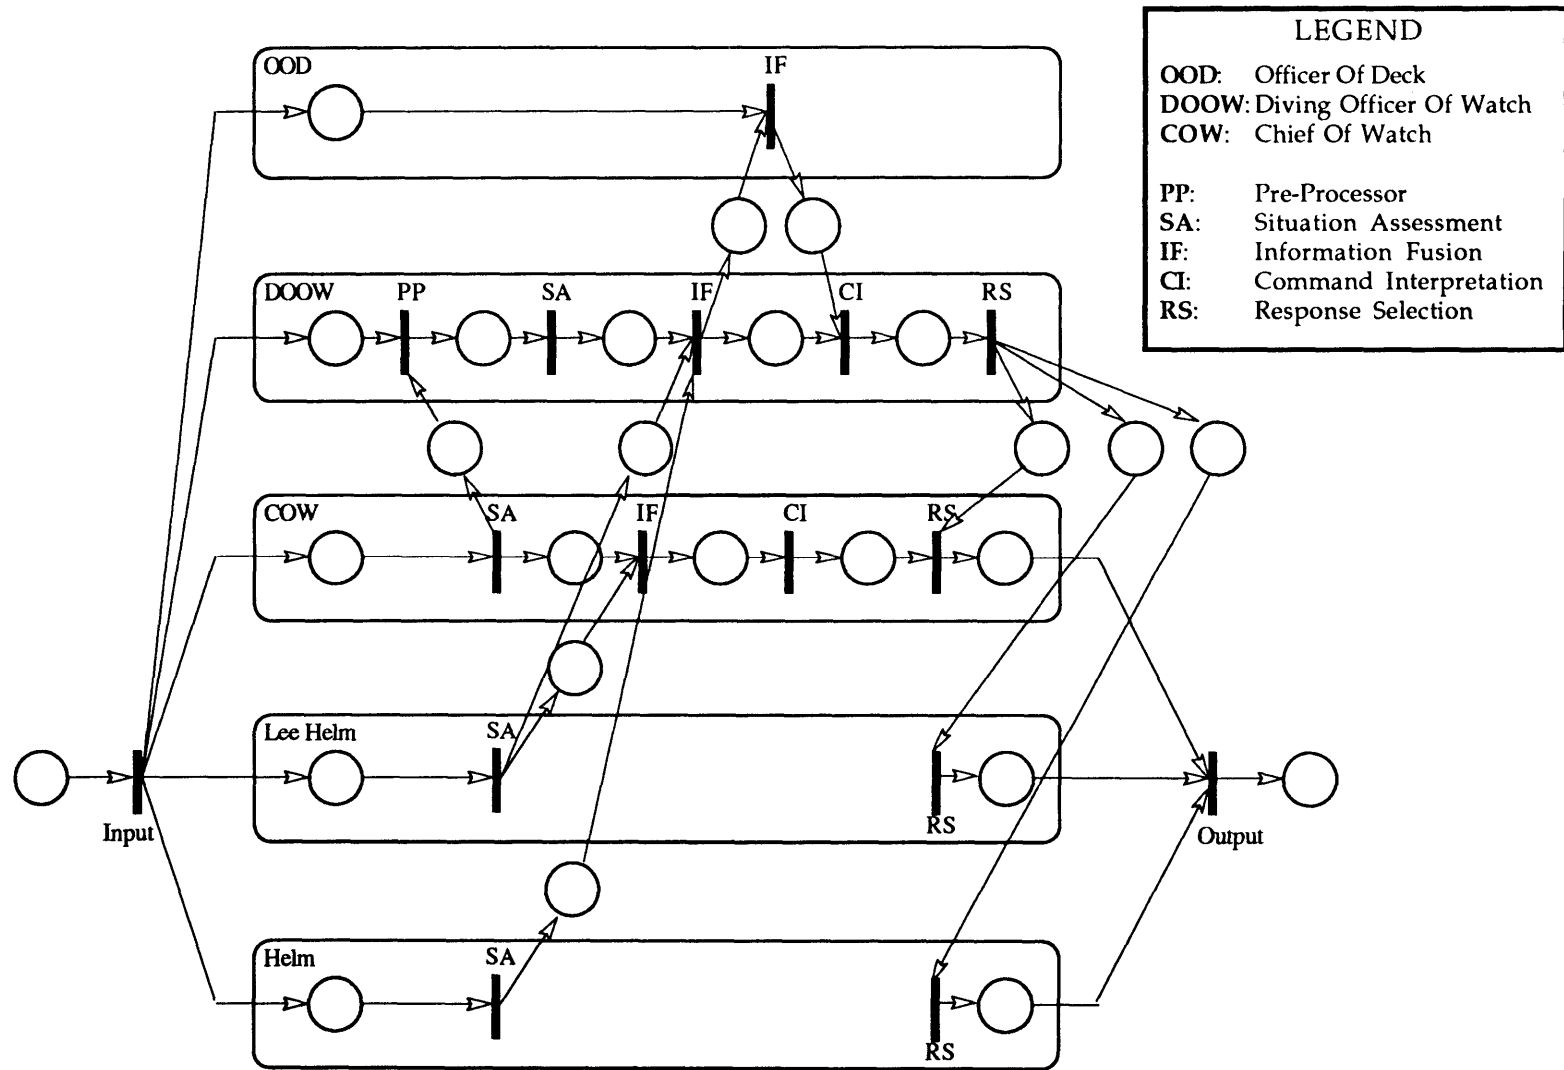 LEGEND
OOD: Officer Of Deck
DOOW: Diving Officer Of Watch
COW: Chief Of Watch
PP: Pre-Processor
SA: Situation Assessment
IF: Information Fusion
CI: Command Interpretation
RS: Response Selection
OOD
IF
DOOW
PP
SA
IF
CI
RS
COW
SA
IF
CI
RS
Lee Helm
SA
RS
Input
Output
Helm
SA
RS